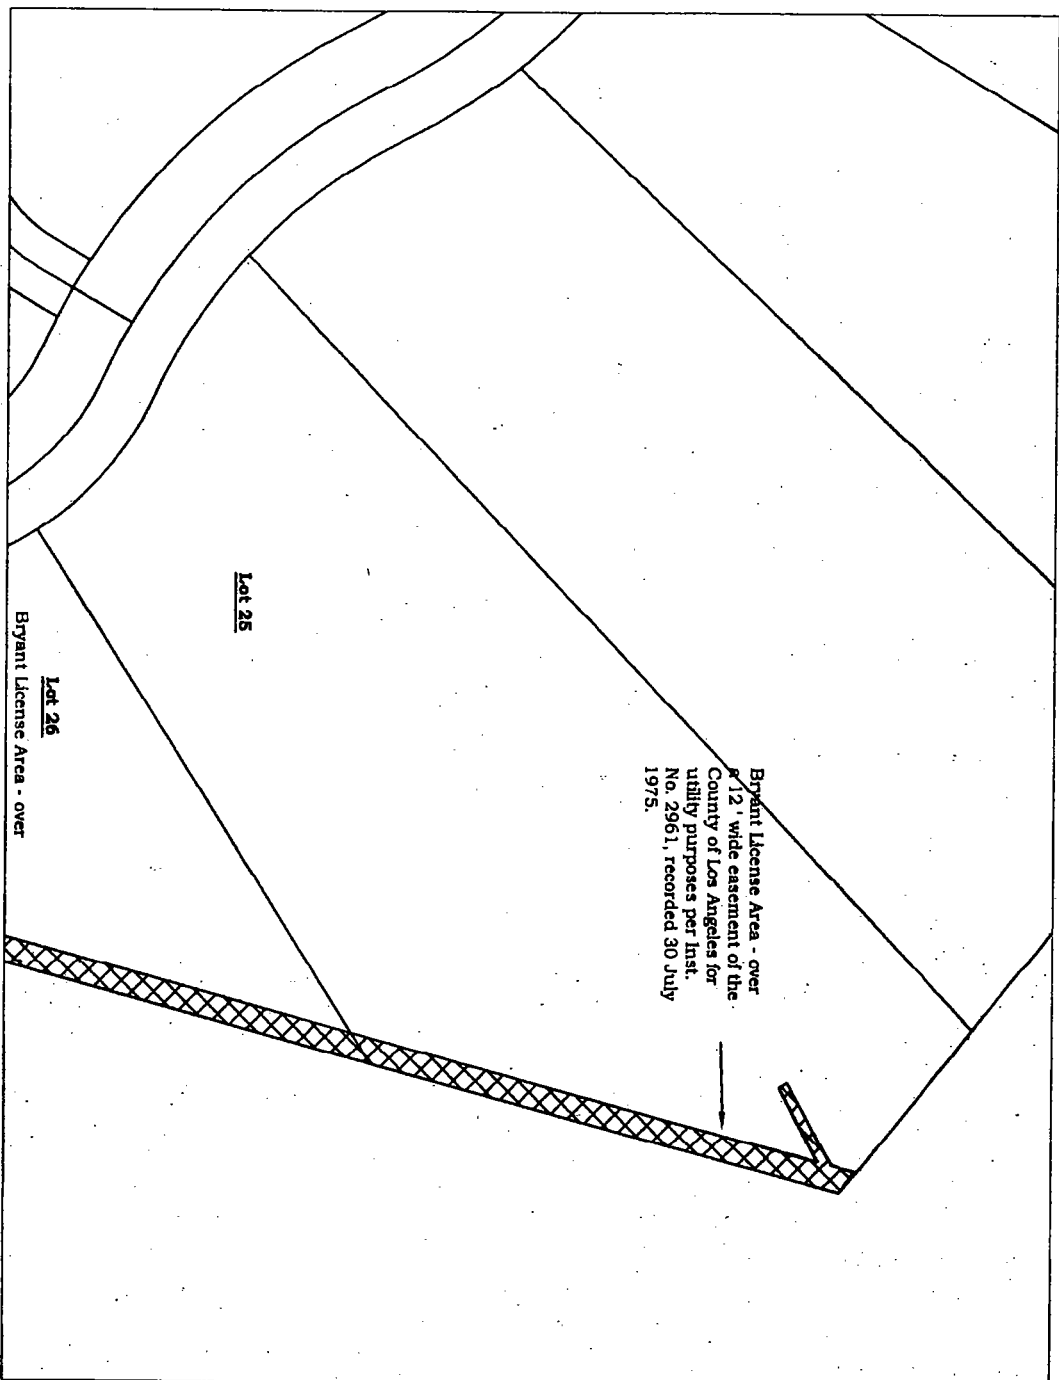 Bryant License Area - over
a 12 ' wide easement of the
County of Los Angeles for
utility purposes per Inst.
No. 2961, recorded 30 July
1975.
Lot 25
Lot 26
Bryant License Area - over